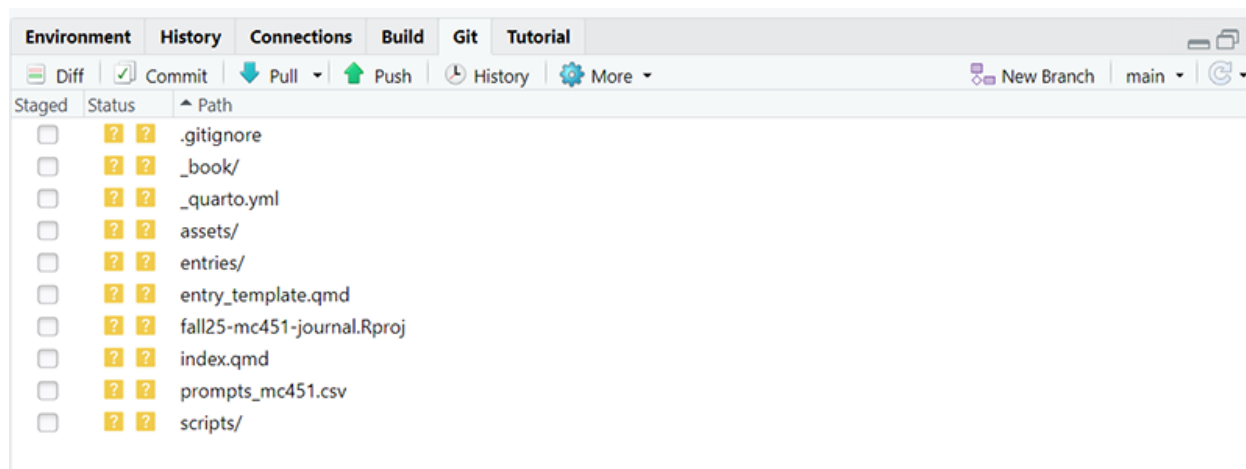 Environment History Connections Build Git Tutorial
Diff Commit Pull Push History More New Branch main
Staged Status Path
? ? .gitignore
? ? _book/
? ? _quarto.yml
? ? assets/
? ? entries/
? ? entry_template.qmd
? ? fall25-mc451-journal.Rproj
? ? index.qmd
? ? prompts_mc451.csv
? ? scripts/